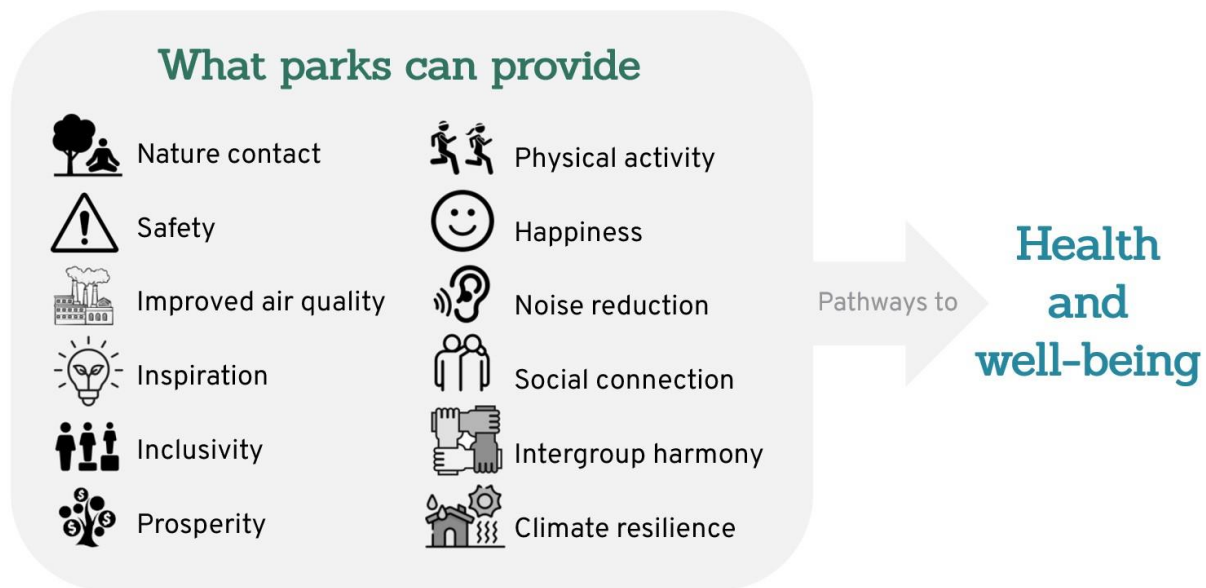 What parks can provide
Nature contact
Safety
Improved air quality
Inspiration
Inclusivity
Prosperity
Physical activity
Happiness
Noise reduction
Social connection
Intergroup harmony
Climate resilience
Pathways to
Health
and
well-being